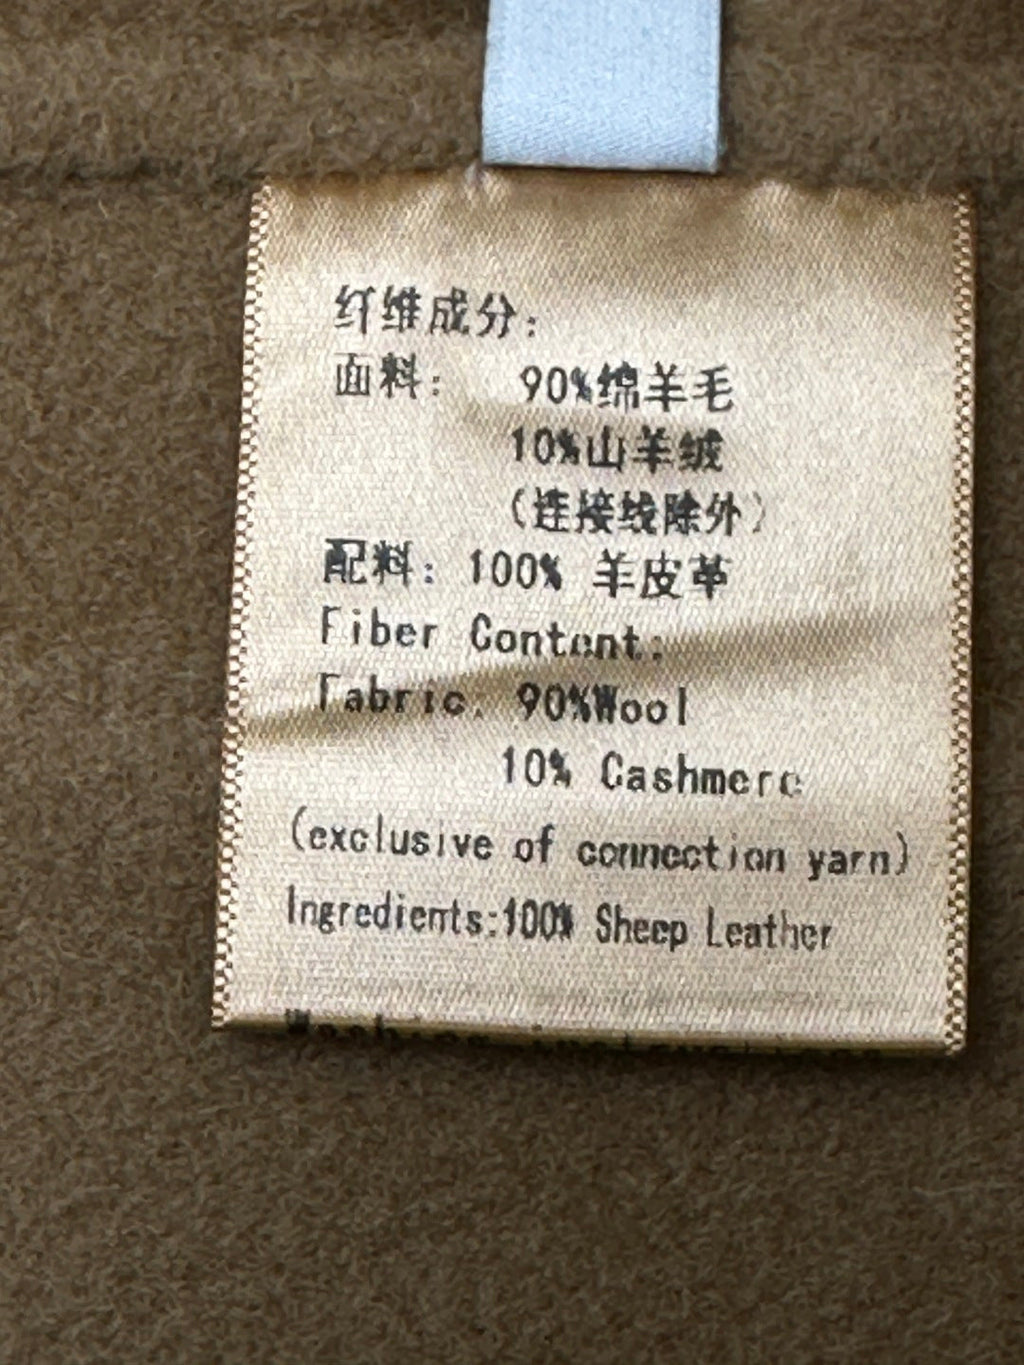 纤维成分:
面料: 90%绵羊毛
10%山羊绒
(连接线除外)
配料: 100% 羊皮革
Fiber Content:
Fabric: 90%Wool
10% Cashmere
(exclusive of connection yarn)
Ingredients:100% Sheep Leather